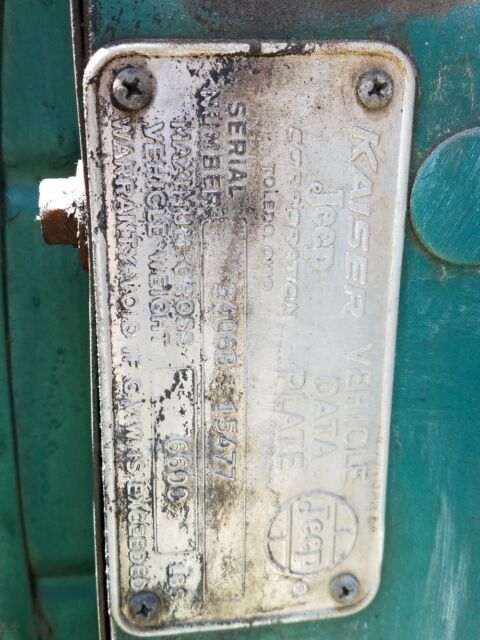 KAISER Jeep CORPORATION
TOLEDO, OHIO
VEHICLE DATA PLATE
Jeep ®
SERIAL NUMBER 3406B 15477
MAXIMUM GROSS VEHICLE WEIGHT 6600 LBS.
WARRANTY VOID IF G.V.W. IS EXCEEDED